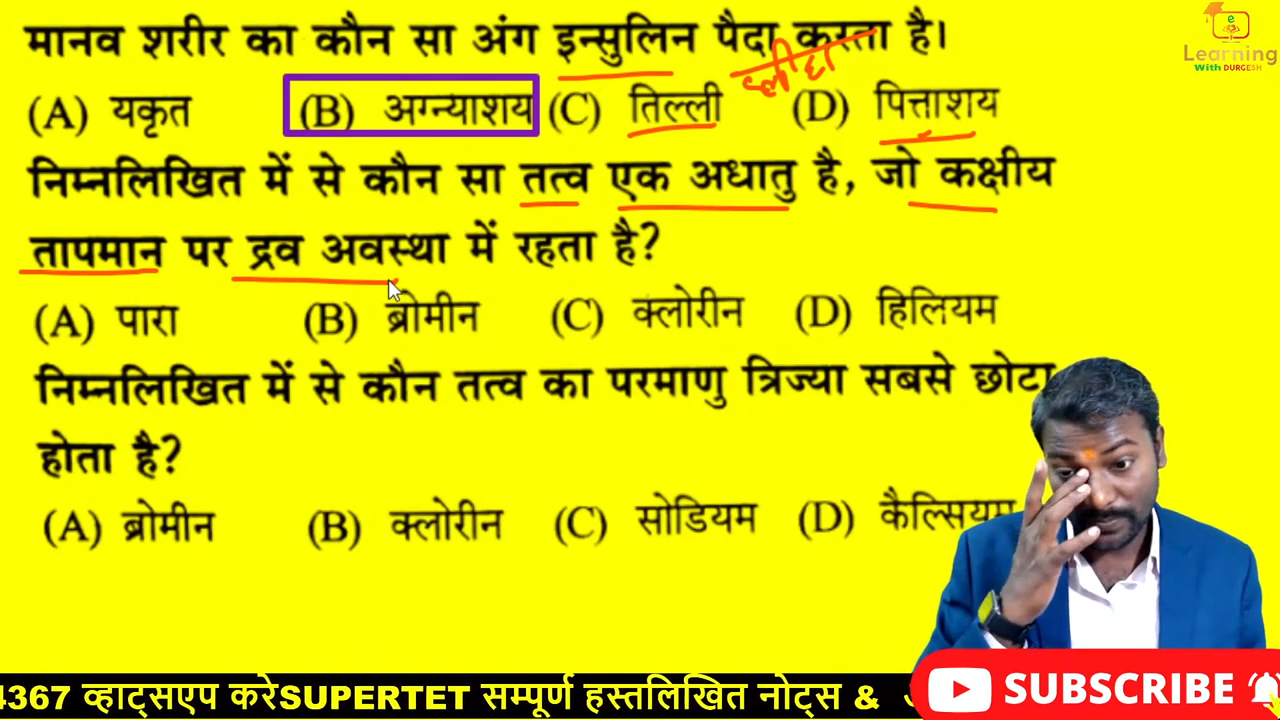 मानव शरीर का कौन सा अंग इन्सुलिन पैदा करता है।
प्लीहा
(A) यकृत (B) अग्न्याशय (C) तिल्ली (D) पित्ताशय
निम्नलिखित में से कौन सा तत्व एक अधातु है, जो कक्षीय
तापमान पर द्रव अवस्था में रहता है?
(A) पारा (B) ब्रोमीन (C) क्लोरीन (D) हिलियम
निम्नलिखित में से कौन तत्व का परमाणु त्रिज्या सबसे छोटा
होता है?
(A) ब्रोमीन (B) क्लोरीन (C) सोडियम (D) कैल्सियम
e
Learning
With DURGESH
4367 व्हाट्सएप करेSUPERTET सम्पूर्ण हस्तलिखित नोट्स &
SUBSCRIBE